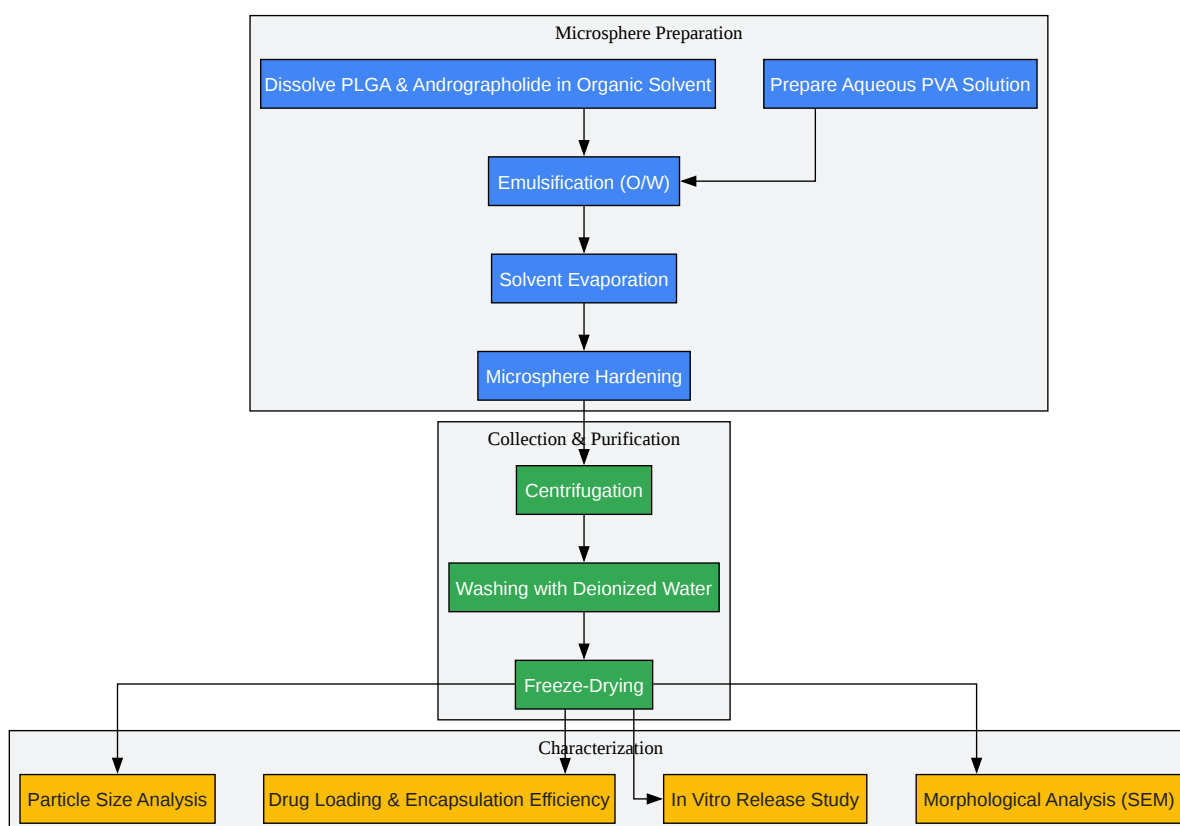 Microsphere Preparation
Dissolve PLGA & Andrographolide in Organic Solvent
Prepare Aqueous PVA Solution
Emulsification (O/W)
Solvent Evaporation
Microsphere Hardening
Collection & Purification
Centrifugation
Washing with Deionized Water
Freeze-Drying
Characterization
Particle Size Analysis
Drug Loading & Encapsulation Efficiency
In Vitro Release Study
Morphological Analysis (SEM)